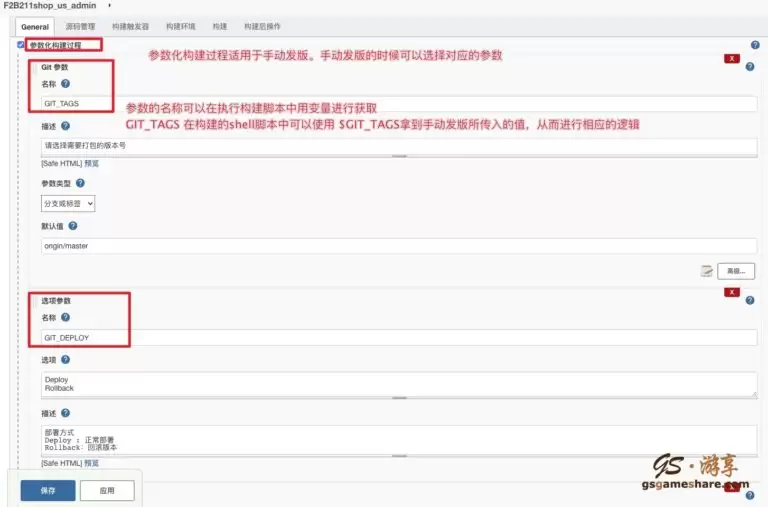 F2B211shop_us_admin
General 源码管理 构建触发器 构建环境 构建 构建后操作
参数化构建过程
参数化构建过程适用于手动发版。手动发版的时候可以选择对应的参数
X
Git 参数
名称
GIT_TAGS
参数的名称可以在执行构建脚本中用变量进行获取
GIT_TAGS 在构建的shell脚本中可以使用 $GIT_TAGS拿到手动发版所传入的值，从而进行相应的逻辑
描述
请选择需要打包的版本号
[Safe HTML] 预览
参数类型
分支或标签
默认值
origin/master
高级...
X
选项参数
名称
GIT_DEPLOY
选项
Deploy
Rollback
描述
部署方式
Deploy : 正常部署
Rollback: 回滚版本
[Safe HTML] 预览
X
保存 应用
GS·游享
gsgameshare.com